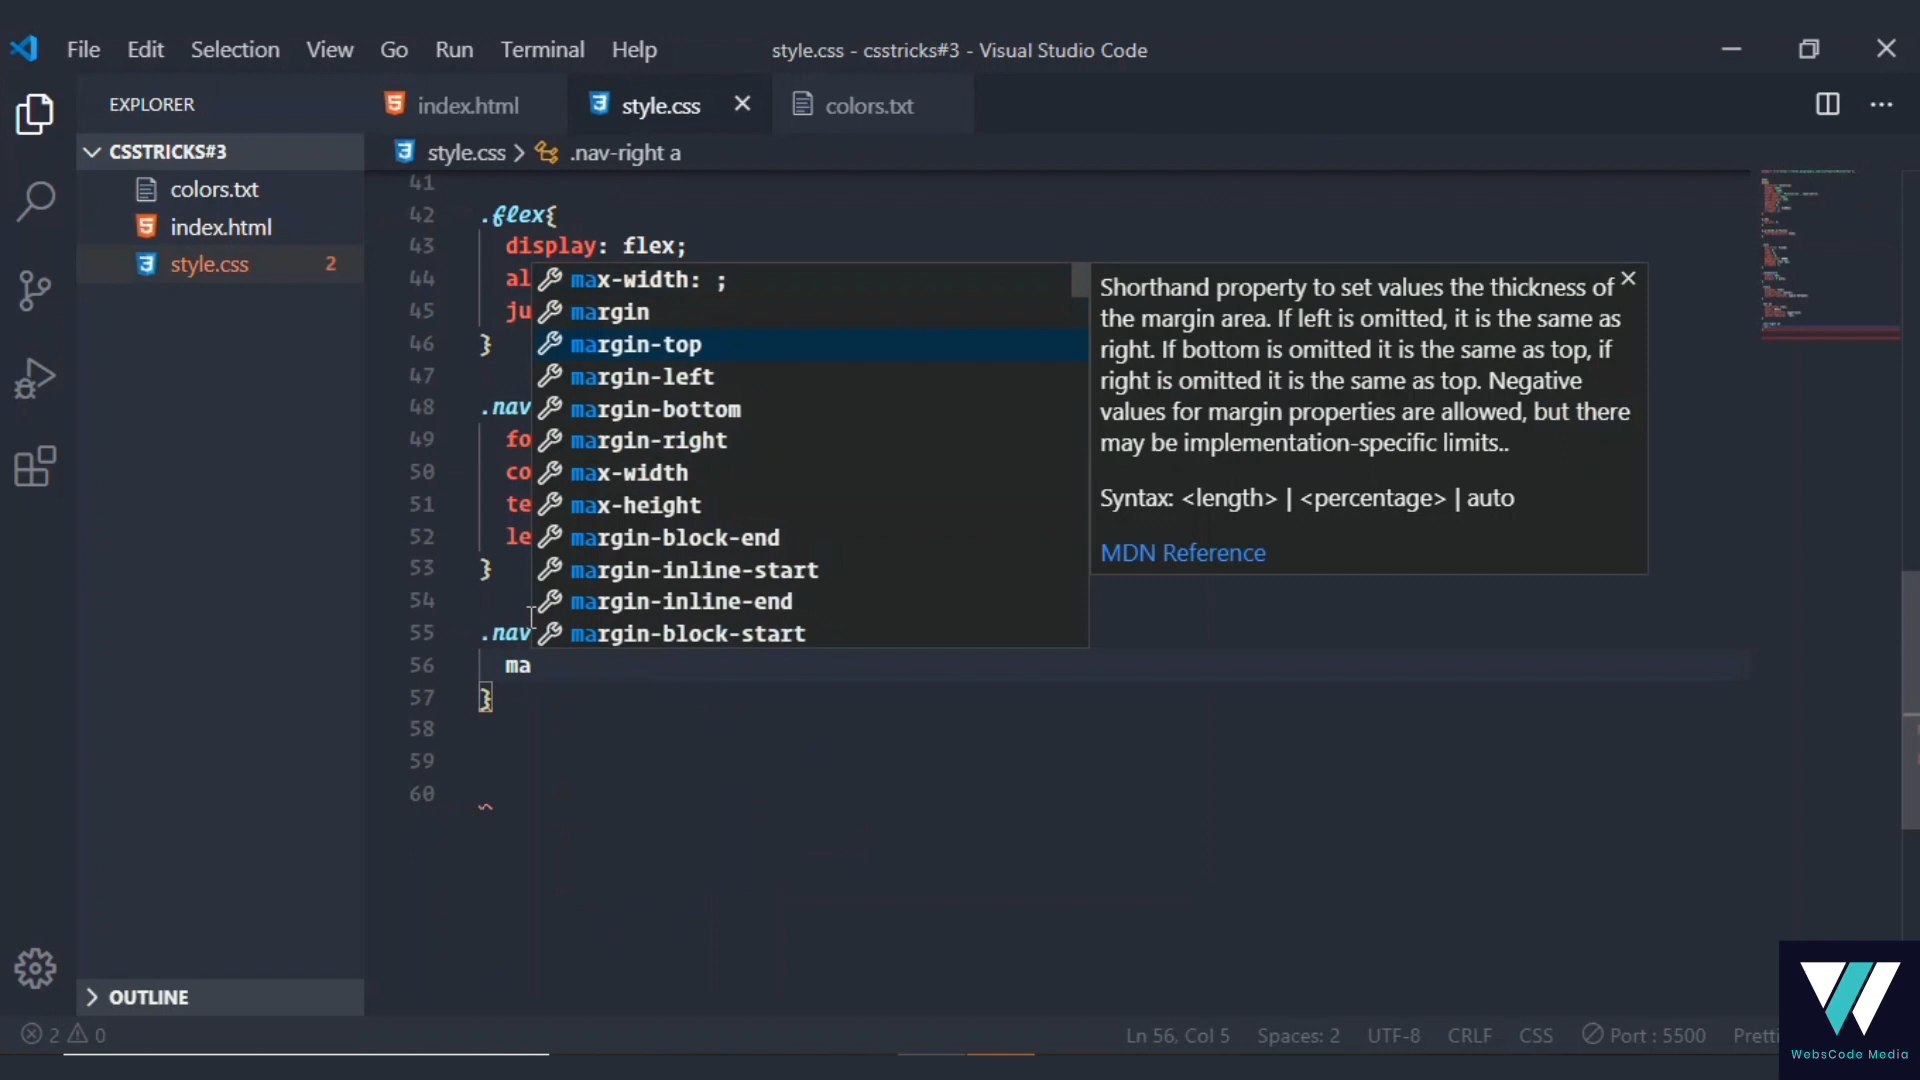 File Edit Selection View Go Run Terminal Help style.css - csstricks#3 - Visual Studio Code
EXPLORER index.html style.css colors.txt
CSSTRICKS#3
style.css > .nav-right a
colors.txt
index.html
style.css 2
41
42 .flex{
43 display: flex;
44 al
45 ju
46 }
47
48 .nav
49 fo
50 co
51 te
52 le
53 }
54
55 .nav
56 ma
57 }
58
59
60
max-width: ;
margin
margin-top
margin-left
margin-bottom
margin-right
max-width
max-height
margin-block-end
margin-inline-start
margin-inline-end
margin-block-start
Shorthand property to set values the thickness of
the margin area. If left is omitted, it is the same as
right. If bottom is omitted it is the same as top, if
right is omitted it is the same as top. Negative
values for margin properties are allowed, but there
may be implementation-specific limits..
Syntax: <length> | <percentage> | auto
MDN Reference
OUTLINE
2 0 Ln 56, Col 5 Spaces: 2 UTF-8 CRLF CSS Port : 5500 Pretti
WebsCode Media